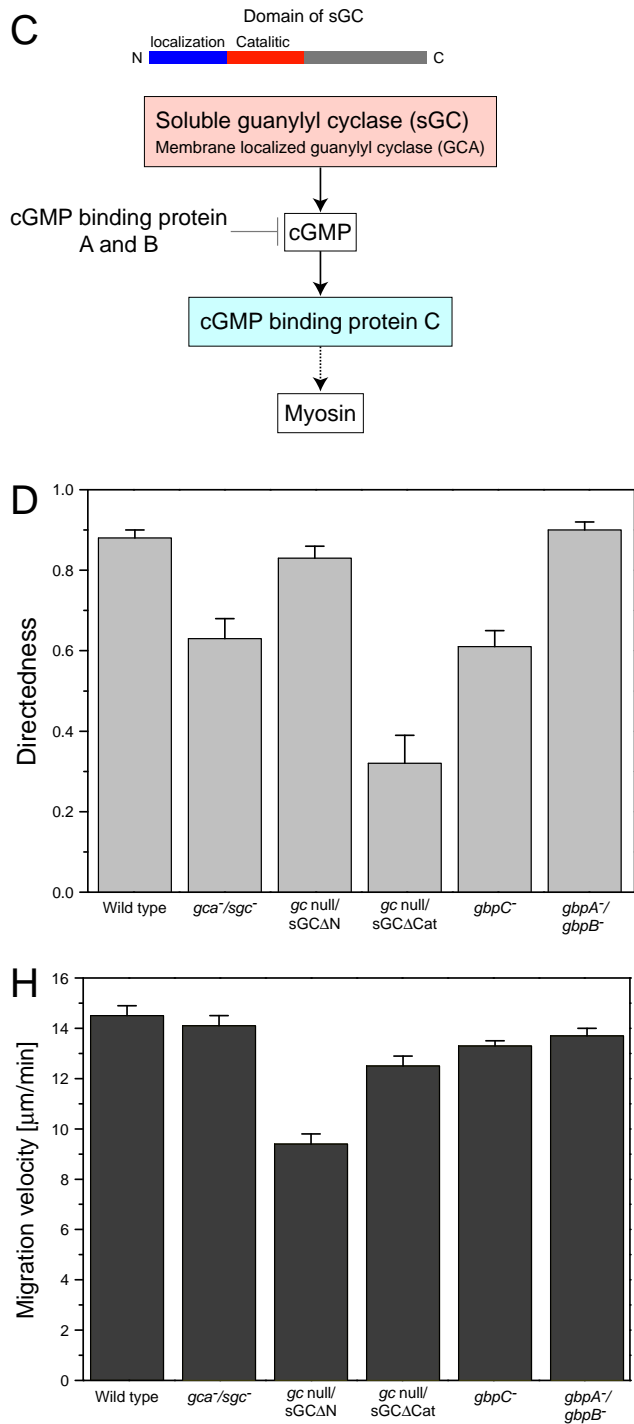 C
Domain of sGC
localization Catalitic
N C
Soluble guanylyl cyclase (sGC)
Membrane localized guanylyl cyclase (GCA)
cGMP binding protein
A and B
cGMP
cGMP binding protein C
Myosin
D
Directedness
1.0
0.8
0.6
0.4
0.2
0.0
Wild type
gca⁻/sgc⁻
gc null/
sGCΔN
gc null/
sGCΔCat
gbpC⁻
gbpA⁻/
gbpB⁻
H
Migration velocity [μm/min]
16
14
12
10
8
6
4
2
0
Wild type
gca⁻/sgc⁻
gc null/
sGCΔN
gc null/
sGCΔCat
gbpC⁻
gbpA⁻/
gbpB⁻